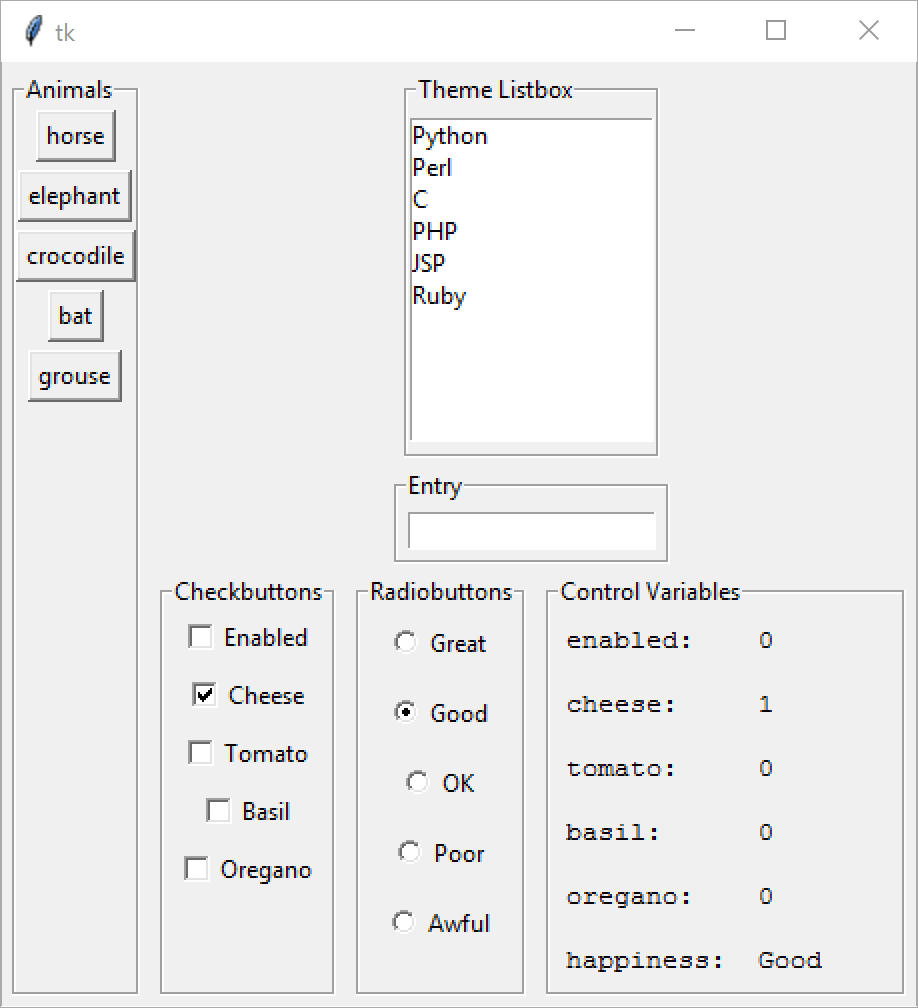 tk
Animals
horse
elephant
crocodile
bat
grouse
Theme Listbox
Python
Perl
C
PHP
JSP
Ruby
Entry
Checkbuttons
Enabled
Cheese
Tomato
Basil
Oregano
Radiobuttons
Great
Good
OK
Poor
Awful
Control Variables
enabled: 0
cheese: 1
tomato: 0
basil: 0
oregano: 0
happiness: Good